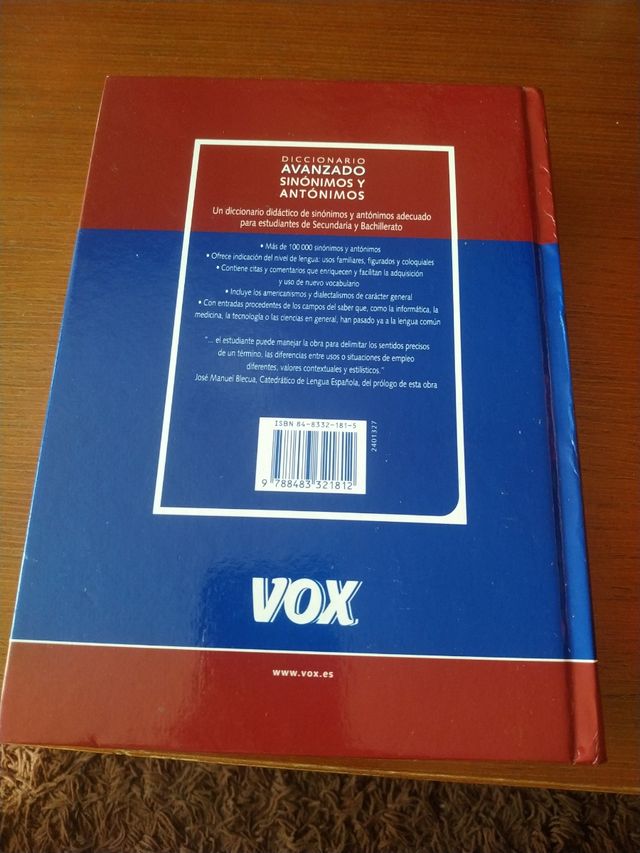 DICCIONARIO
AVANZADO
SINÓNIMOS Y
ANTÓNIMOS
Un diccionario didáctico de sinónimos y antónimos adecuado
para estudiantes de Secundaria y Bachillerato
• Más de 100 000 sinónimos y antónimos
• Ofrece indicación del nivel de lengua: usos familiares, figurados y coloquiales
• Contiene citas y comentarios que enriquecen y facilitan la adquisición
y uso de nuevo vocabulario
• Incluye los americanismos y dialectalismos de carácter general
• Con entradas procedentes de los campos del saber que, como la informática, la
medicina, la tecnología o las ciencias en general, han pasado ya a la lengua común
"... el estudiante puede manejar la obra para delimitar los sentidos precisos
de un término, las diferencias entre usos o situaciones de empleo
diferentes, valores contextuales y estilísticos."
José Manuel Blecua, Catedrático de Lengua Española, del prólogo de esta obra
ISBN 84-8332-181-5
9 788483 321812
2401327
VOX
www.vox.es